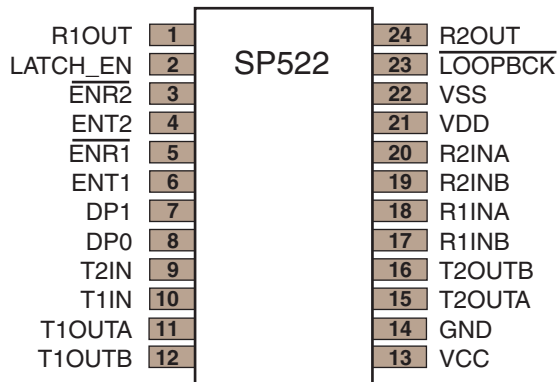 SP522
R1OUT 1
LATCH_EN 2
ENR2 3
ENT2 4
ENR1 5
ENT1 6
DP1 7
DP0 8
T2IN 9
T1IN 10
T1OUTA 11
T1OUTB 12
24 R2OUT
23 LOOPBCK
22 VSS
21 VDD
20 R2INA
19 R2INB
18 R1INA
17 R1INB
16 T2OUTB
15 T2OUTA
14 GND
13 VCC